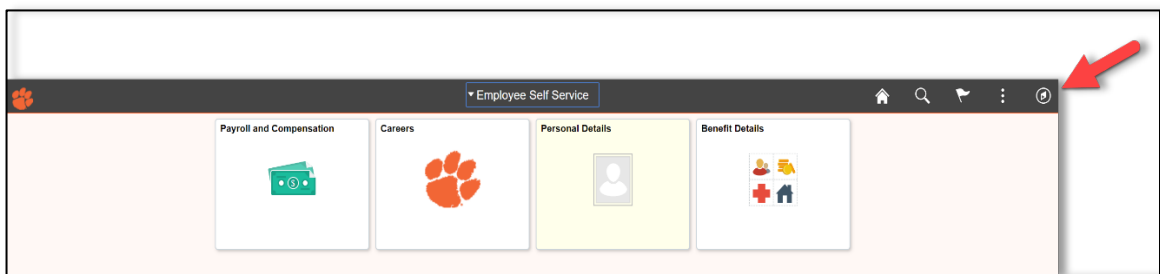 Employee Self Service
Payroll and Compensation
Careers
Personal Details
Benefit Details